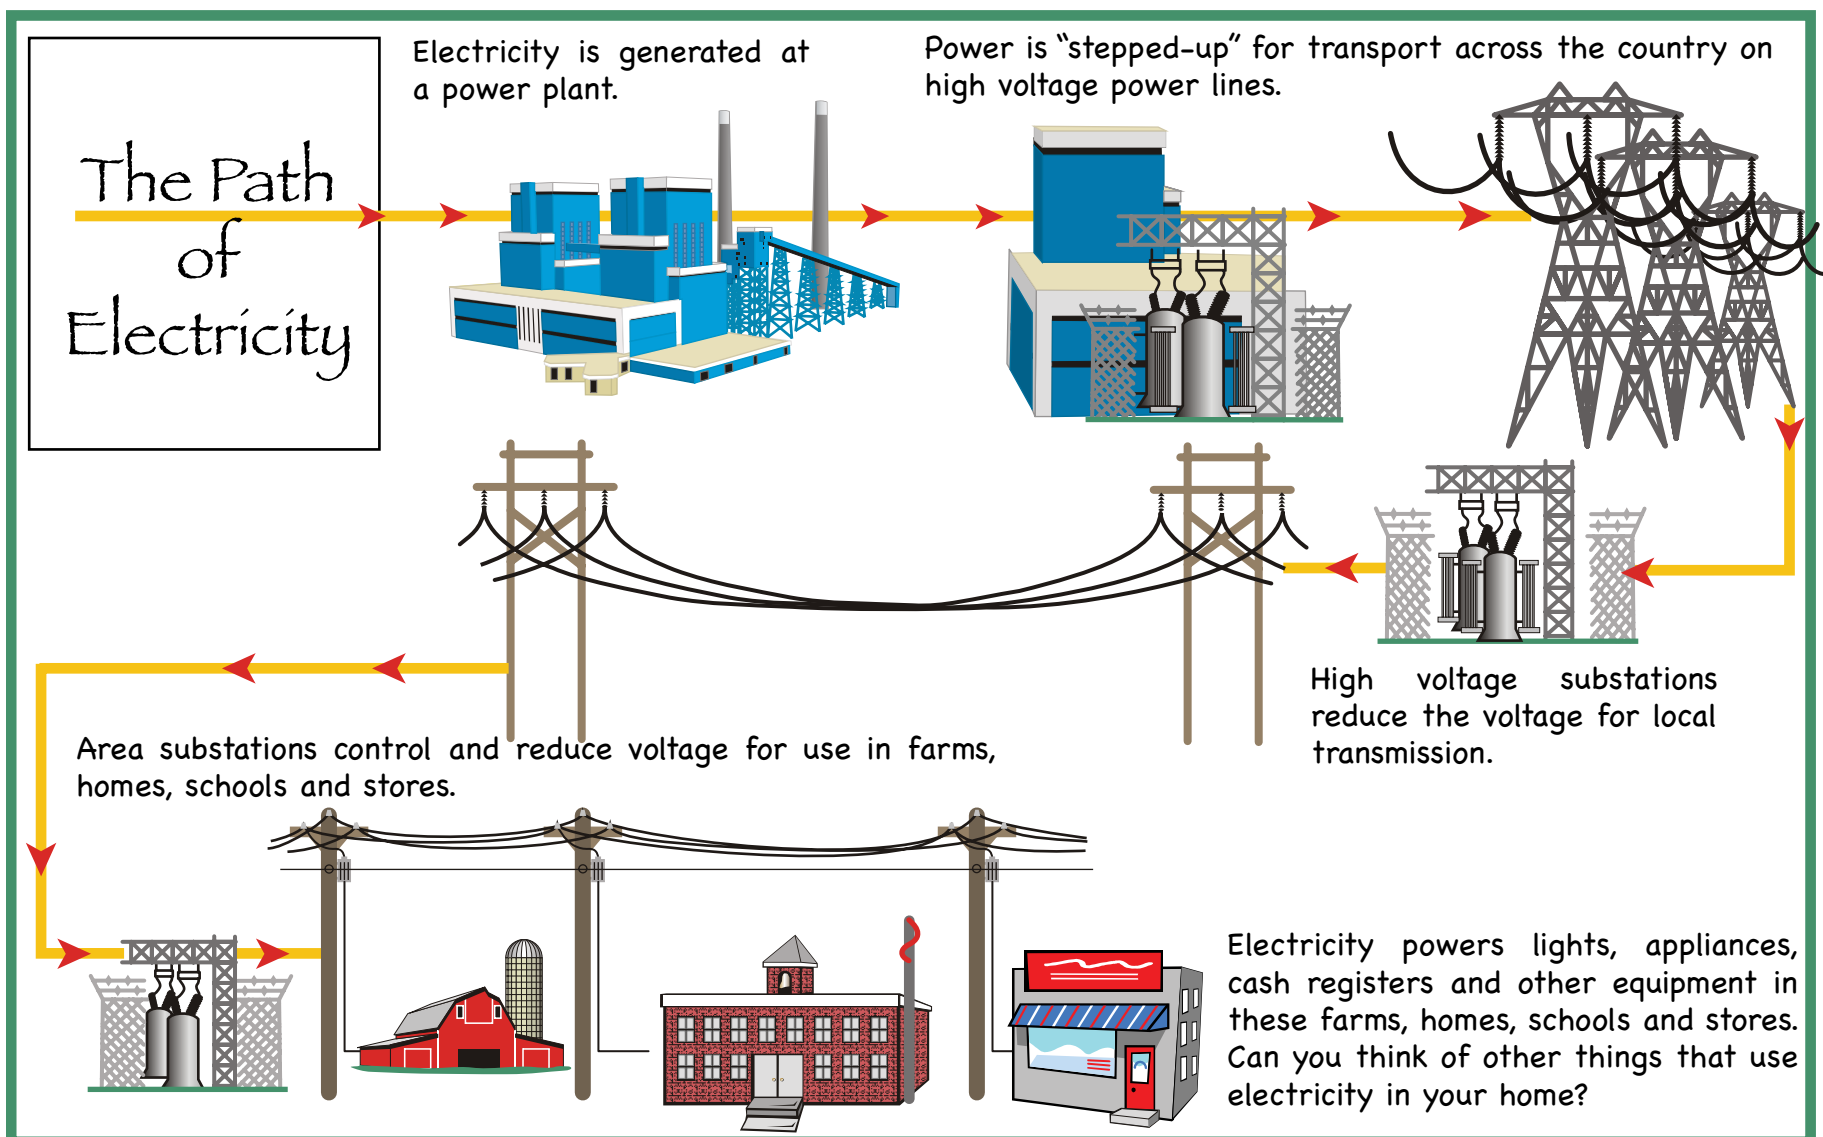 The Path
of
Electricity
Electricity is generated at
a power plant.
Power is “stepped-up” for transport across the country on
high voltage power lines.
High voltage substations
reduce the voltage for local
transmission.
Area substations control and reduce voltage for use in farms,
homes, schools and stores.
Electricity powers lights, appliances,
cash registers and other equipment in
these farms, homes, schools and stores.
Can you think of other things that use
electricity in your home?